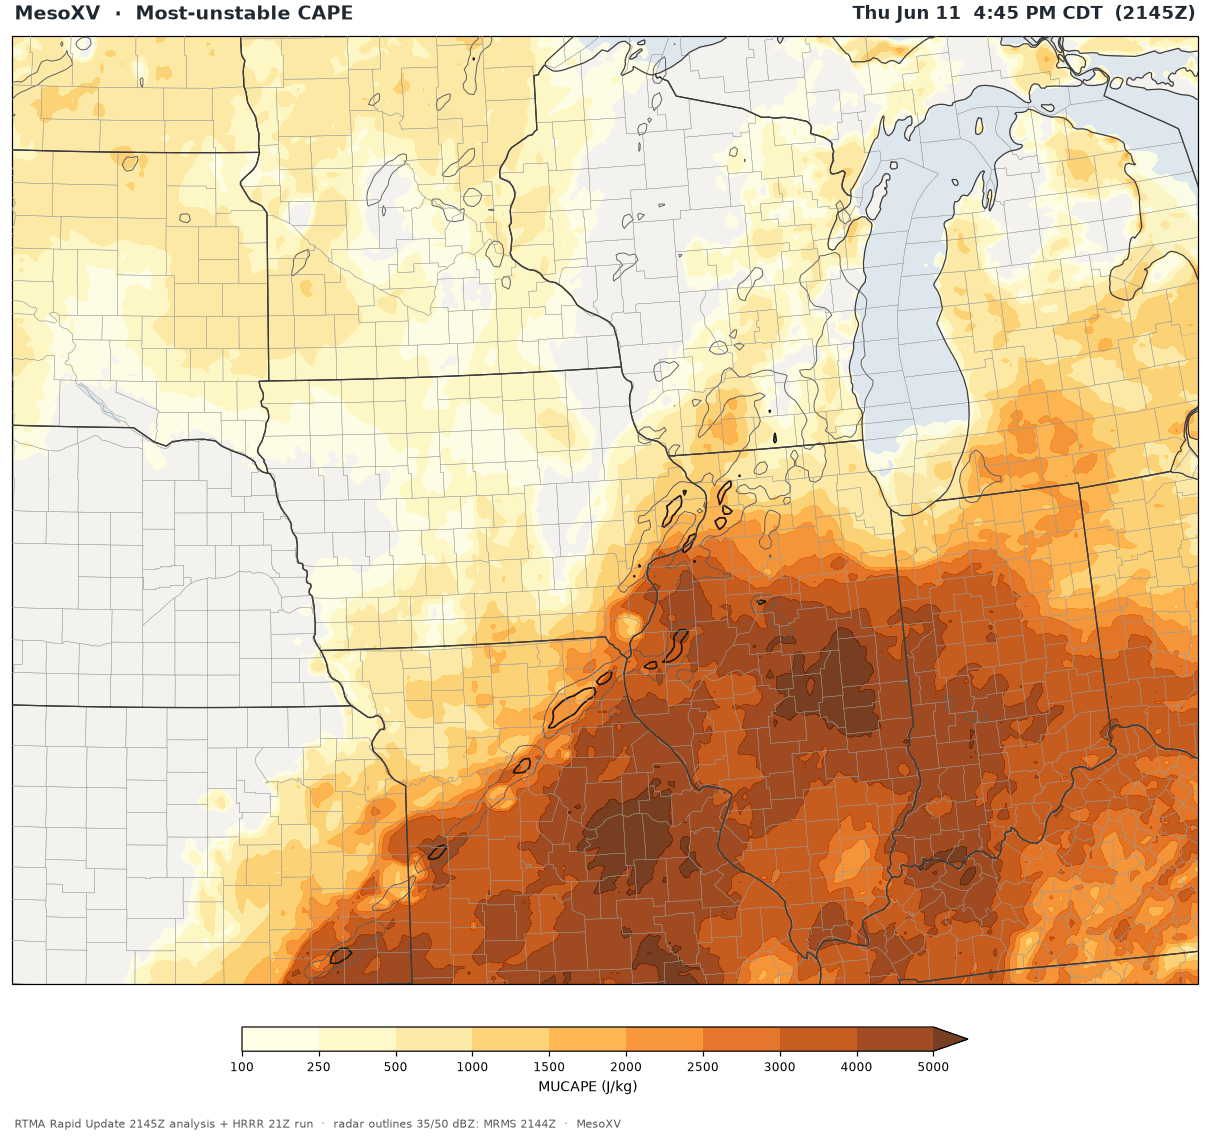 MesoXV · Most-unstable CAPE
Thu Jun 11 4:45 PM CDT (2145Z)
100 250 500 1000 1500 2000 2500 3000 4000 5000
MUCAPE (J/kg)
RTMA Rapid Update 2145Z analysis + HRRR 21Z run · radar outlines 35/50 dBZ: MRMS 2144Z · MesoXV